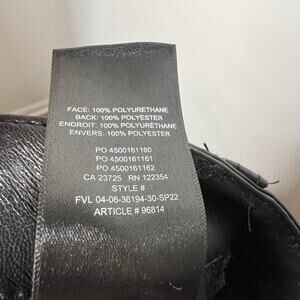 FACE: 100% POLYURETHANE
BACK: 100% POLYESTER
ENDROIT: 100% POLYURÉTHANE
ENVERS: 100% POLYESTER
PO 4500161160
PO 4500161161
PO 4500161162
CA 23725 RN 122354
STYLE #
FVL 04-06-36194-30-SP22
ARTICLE # 96814